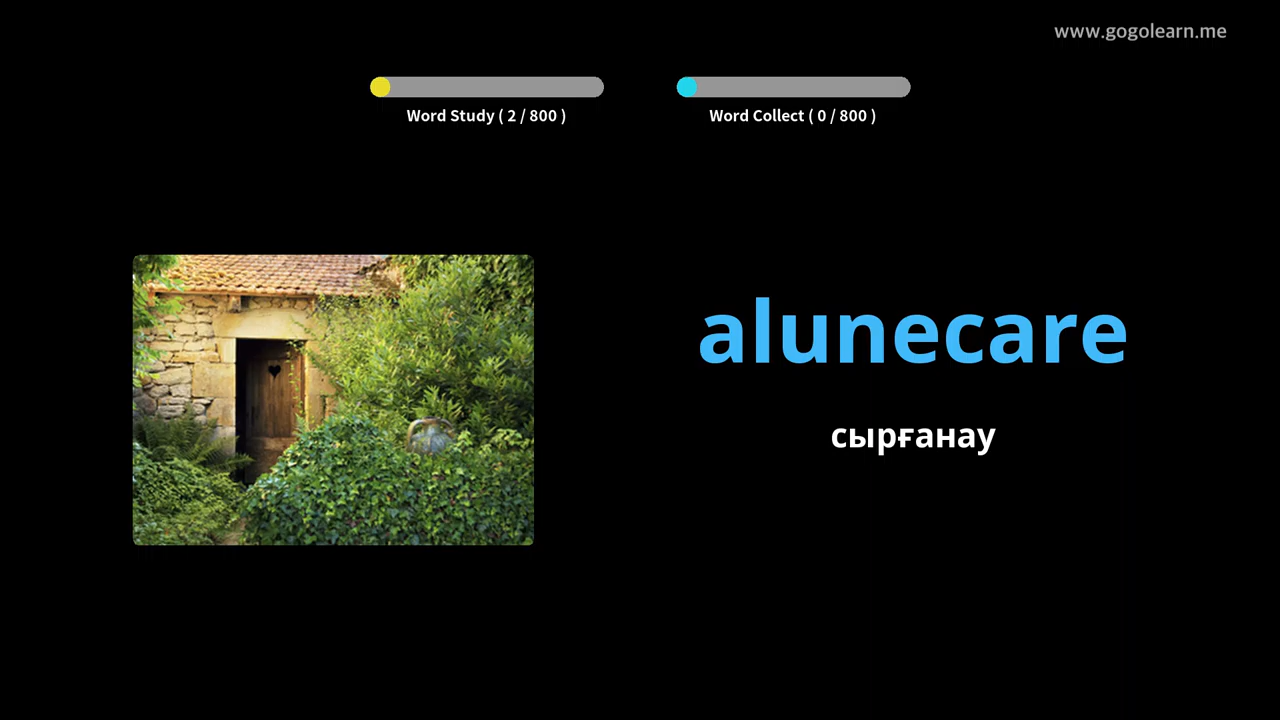 www.gogolearn.me
Word Study ( 2 / 800 )
Word Collect ( 0 / 800 )
alunecare
сырғанау